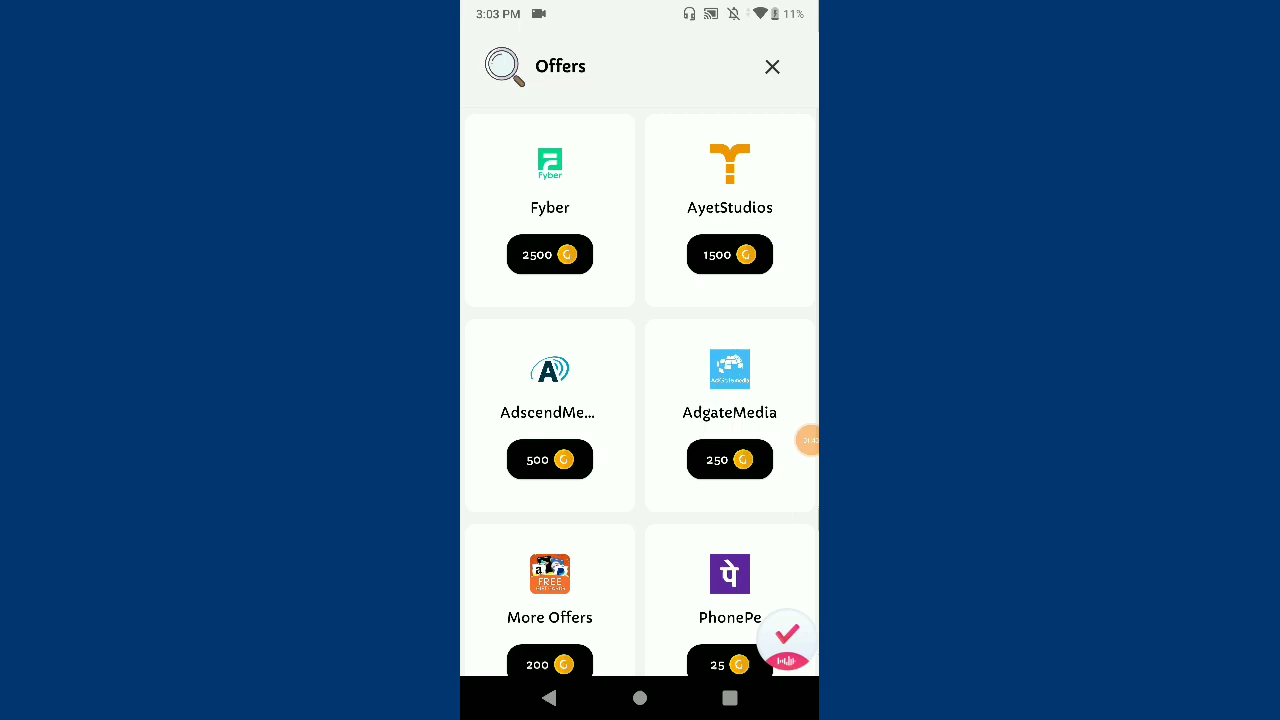 3:03 PM
11%
Offers
Fyber
Fyber
2500 G
AyetStudios
1500 G
AdscendMe...
500 G
AdgateMedia
AdgateMedia
250 G
FREE
More Offers
200 G
पे
PhonePe
25 G